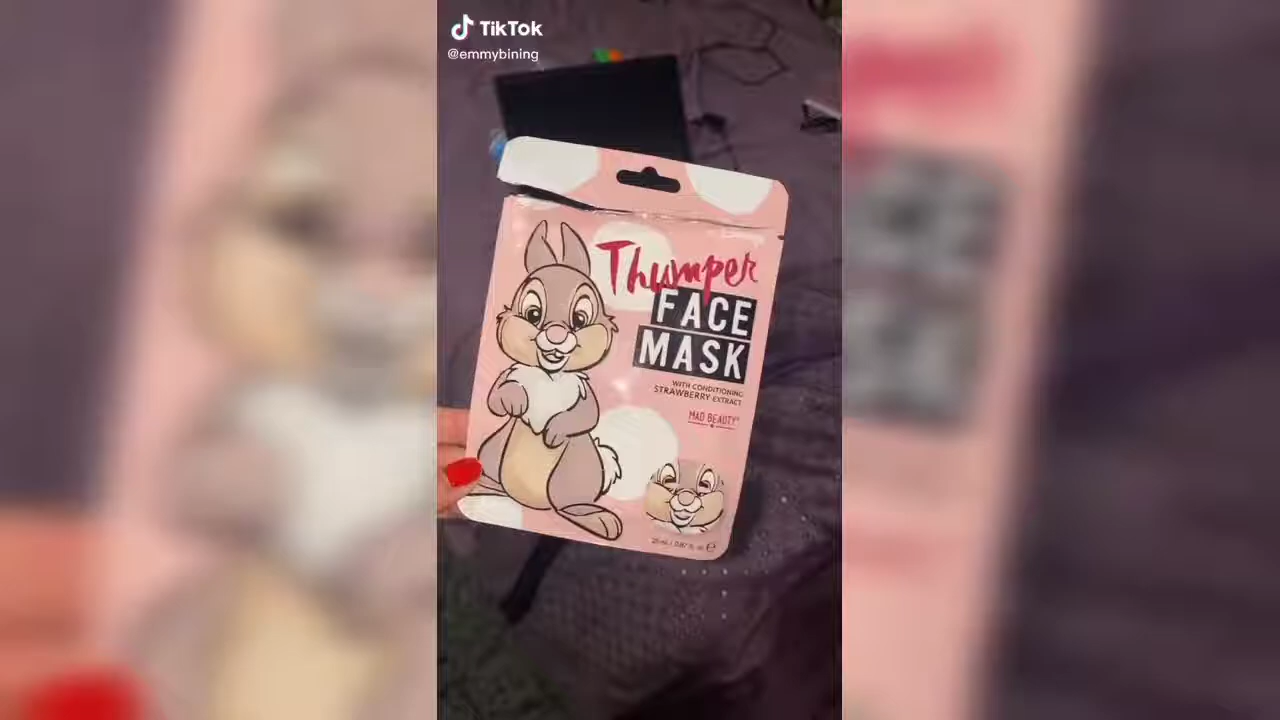 TikTok
@emmybining
Thumper
FACE
MASK
WITH CONDITIONING
STRAWBERRY EXTRACT
MAD BEAUTY